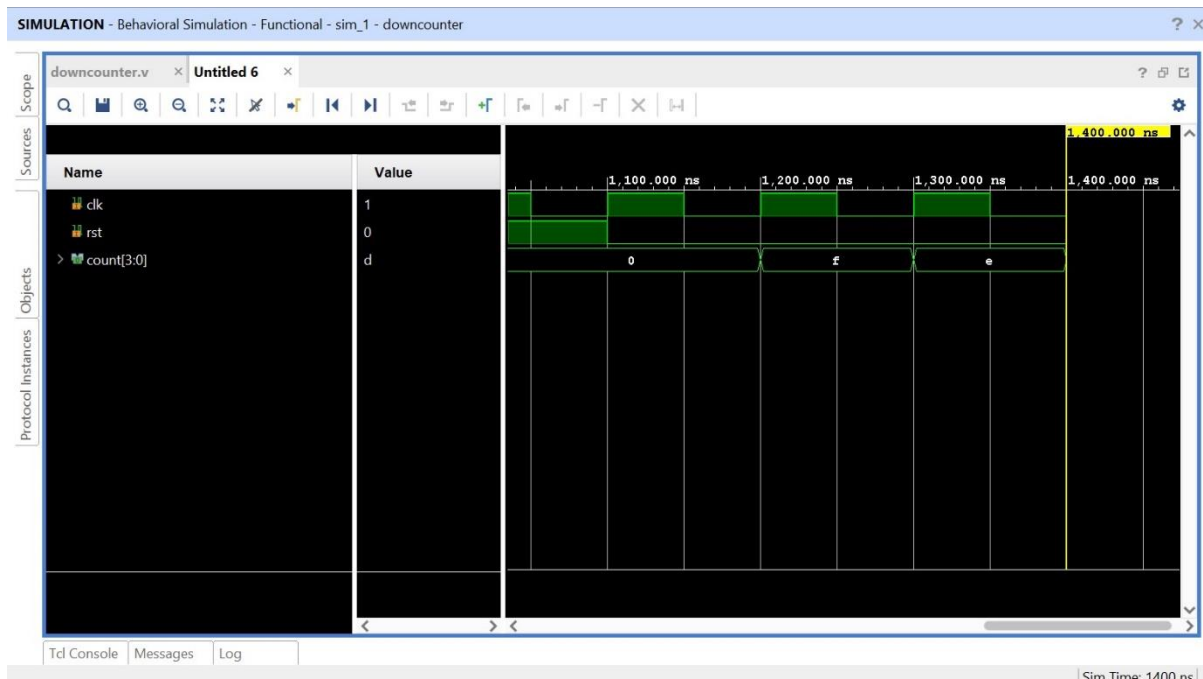 SIMULATION - Behavioral Simulation - Functional - sim_1 - downcounter ? ×
Scope
Sources
Objects
Protocol Instances
downcounter.v × Untitled 6 × ?
1,400.000 ns
Name Value
1,100.000 ns 1,200.000 ns 1,300.000 ns 1,400.000 ns
clk 1
rst 0
> count[3:0] d 0 f e
Tcl Console Messages Log
Sim Time: 1400 ns